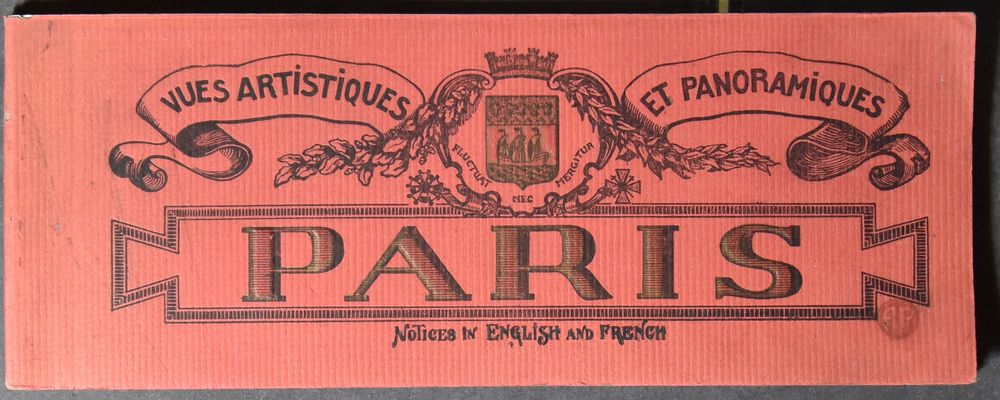 VUES ARTISTIQUES ET PANORAMIQUES
FLUCTUAT NEC MERGITUR
PARIS
NOTICES IN ENGLISH AND FRENCH